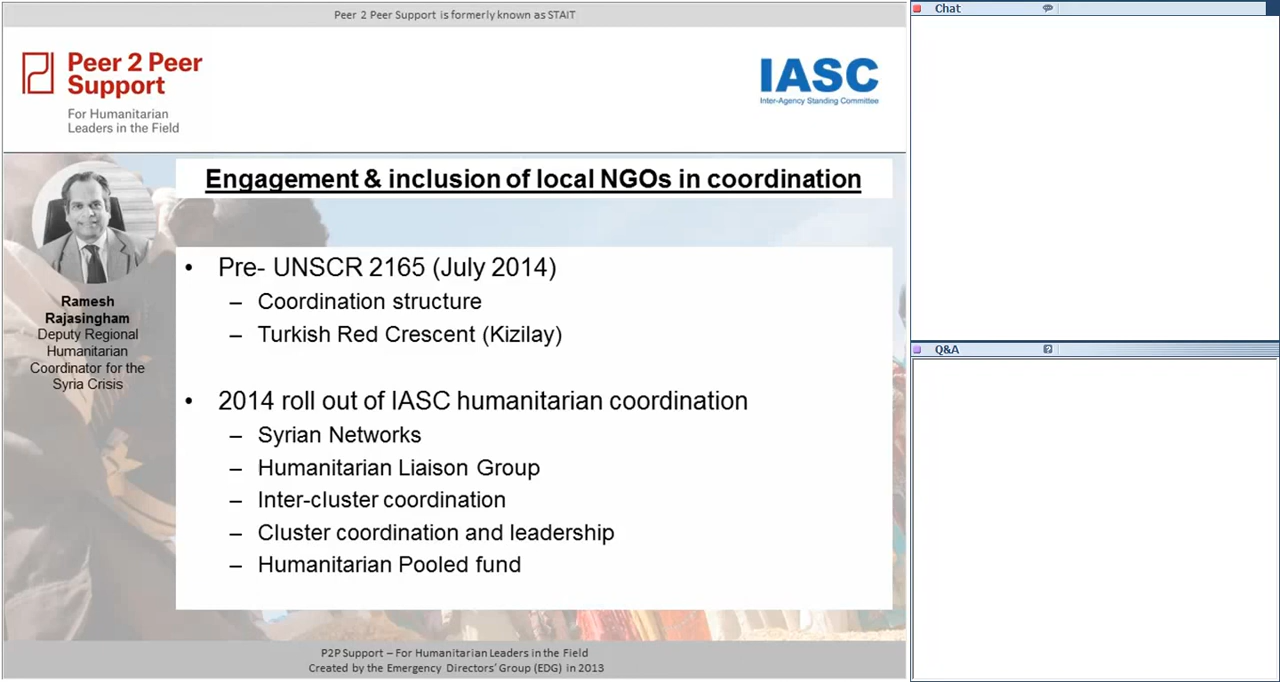 Peer 2 Peer Support is formerly known as STAIT
Peer 2 Peer
Support
For Humanitarian
Leaders in the Field
IASC
Inter-Agency Standing Committee
Engagement & inclusion of local NGOs in coordination
Ramesh
Rajasingham
Deputy Regional
Humanitarian
Coordinator for the
Syria Crisis
• Pre- UNSCR 2165 (July 2014)
– Coordination structure
– Turkish Red Crescent (Kizilay)
• 2014 roll out of IASC humanitarian coordination
– Syrian Networks
– Humanitarian Liaison Group
– Inter-cluster coordination
– Cluster coordination and leadership
– Humanitarian Pooled fund
P2P Support – For Humanitarian Leaders in the Field
Created by the Emergency Directors' Group (EDG) in 2013
Chat
Q&A